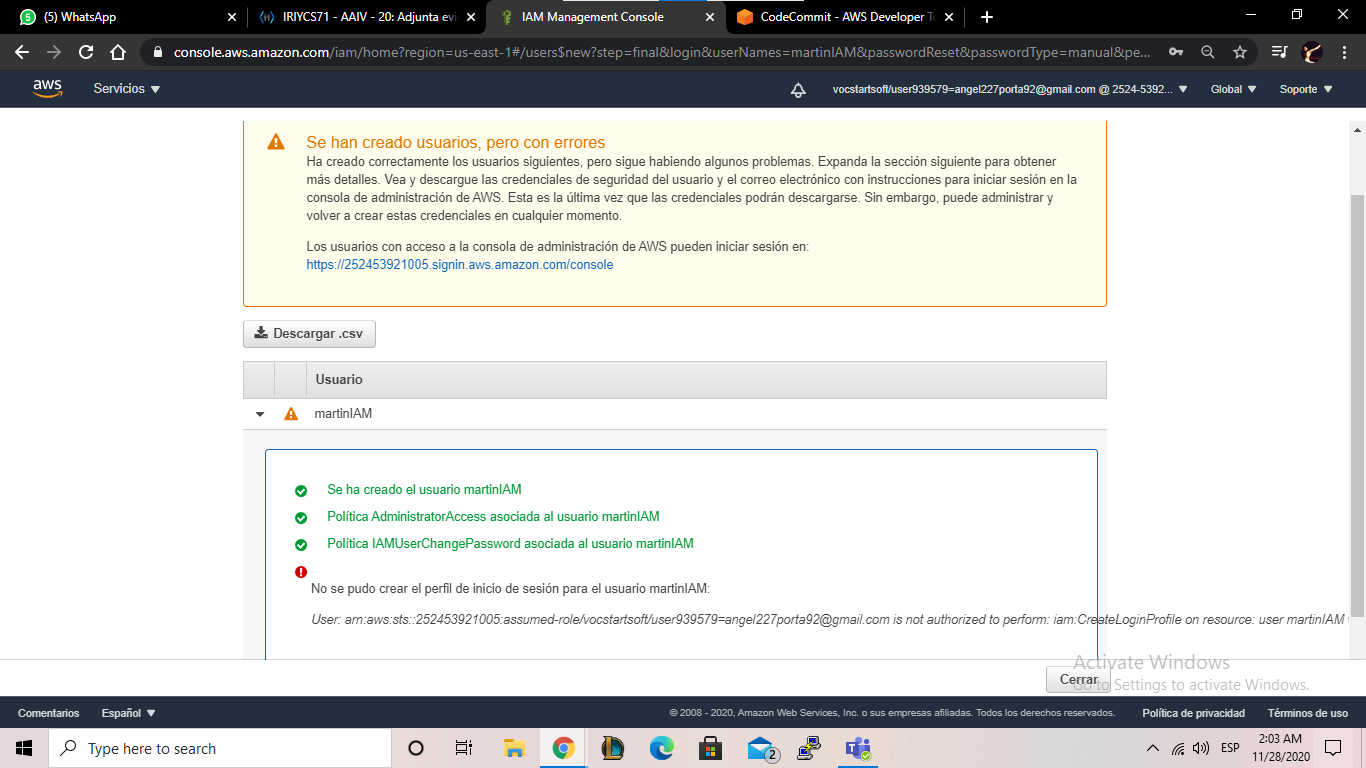 (5) WhatsApp
IRIYCS71 - AAIV - 20: Adjunta evi
IAM Management Console
CodeCommit - AWS Developer T
console.aws.amazon.com/iam/home?region=us-east-1#/users$new?step=final&login&userNames=martinIAM&passwordReset&passwordType=manual&pe...
aws
Servicios
vocstartsoft/user939579=angel227porta92@gmail.com @ 2524-5392...
Global
Soporte
Se han creado usuarios, pero con errores
Ha creado correctamente los usuarios siguientes, pero sigue habiendo algunos problemas. Expanda la sección siguiente para obtener
más detalles. Vea y descargue las credenciales de seguridad del usuario y el correo electrónico con instrucciones para iniciar sesión en la
consola de administración de AWS. Esta es la última vez que las credenciales podrán descargarse. Sin embargo, puede administrar y
volver a crear estas credenciales en cualquier momento.
Los usuarios con acceso a la consola de administración de AWS pueden iniciar sesión en:
https://252453921005.signin.aws.amazon.com/console
Descargar .csv
Usuario
martinIAM
Se ha creado el usuario martinIAM
Política AdministratorAccess asociada al usuario martinIAM
Política IAMUserChangePassword asociada al usuario martinIAM
No se pudo crear el perfil de inicio de sesión para el usuario martinIAM:
User: arn:aws:sts::252453921005:assumed-role/vocstartsoft/user939579=angel227porta92@gmail.com is not authorized to perform: iam:CreateLoginProfile on resource: user martinIAM
Activate Windows
Cerrar
Go to Settings to activate Windows.
Comentarios
Español
© 2008 - 2020, Amazon Web Services, Inc. o sus empresas afiliadas. Todos los derechos reservados.
Política de privacidad
Términos de uso
Type here to search
2
ESP
2:03 AM
11/28/2020